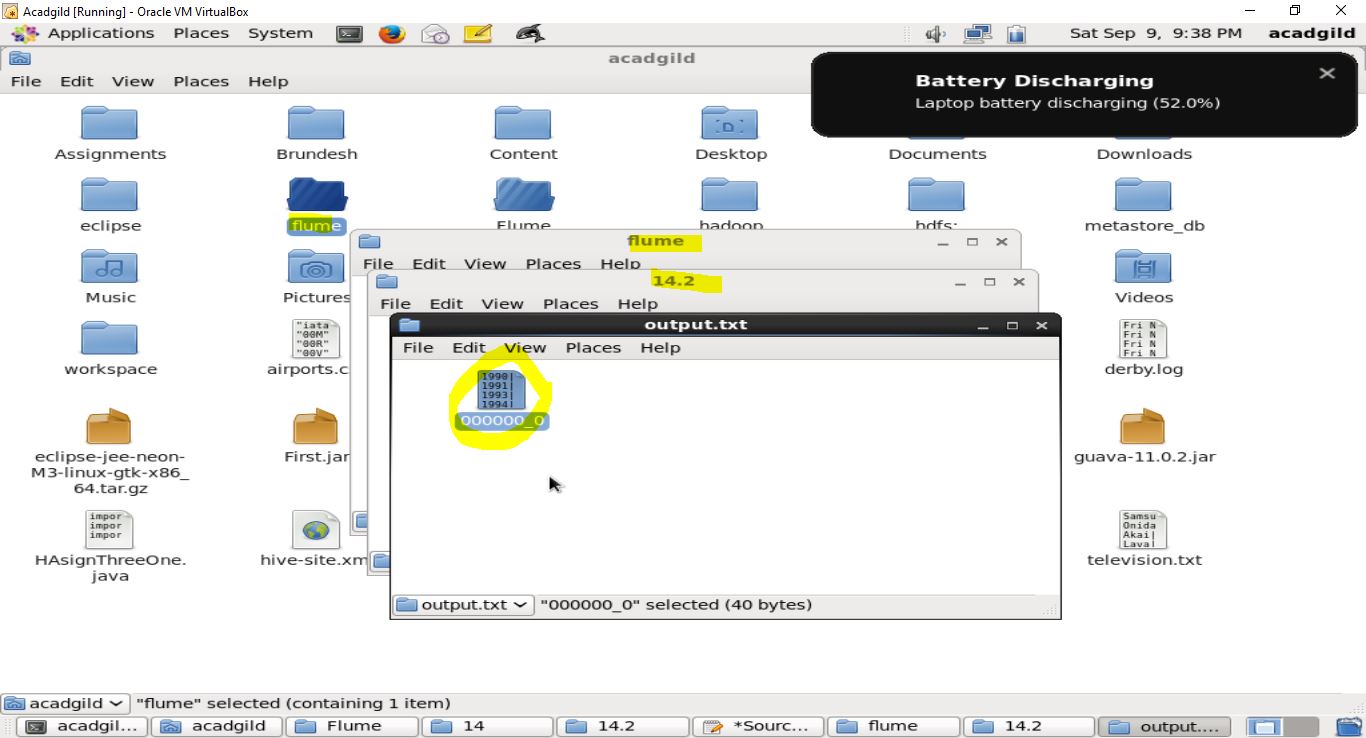 Acadgild [Running] - Oracle VM VirtualBox
Applications Places System Sat Sep 9, 9:38 PM acadgild
acadgild
File Edit View Places Help
Battery Discharging
Laptop battery discharging (52.0%)
Assignments Brundesh Content Desktop Documents Downloads
eclipse flume Flume hadoop hdfs: metastore_db
flume
File Edit View Places Help
14.2
File Edit View Places Help
output.txt
File Edit View Places Help
1990|
1991|
1993|
1994|
000000_0
"000000_0" selected (40 bytes)
output.txt
Music Pictures Videos
"iata
"00M"
"00R"
"00V"
Fri N
Fri N
Fri N
Fri N
workspace airports.c derby.log
eclipse-jee-neon-
M3-linux-gtk-x86_
64.tar.gz
First.jar guava-11.0.2.jar
impor
impor
impor
Samsu
Onida
Akai|
Lava|
HAsignThreeOne.
java
hive-site.xm television.txt
acadgild "flume" selected (containing 1 item)
acadgil... acadgild Flume 14 14.2 *Sourc... flume 14.2 output....